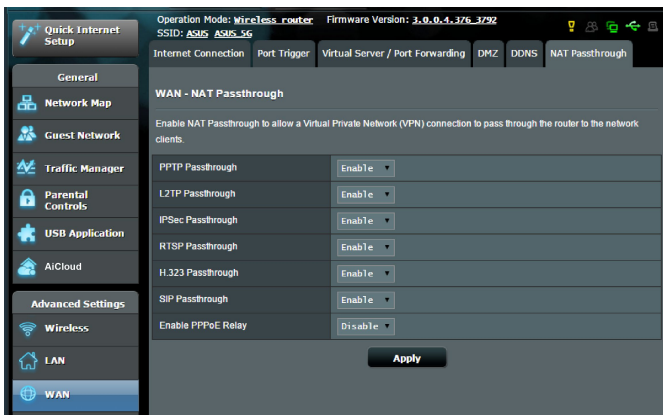 Quick Internet
Setup
General
Network Map
Guest Network
Traffic Manager
Parental
Controls
USB Application
AiCloud
Advanced Settings
Wireless
LAN
WAN
Operation Mode: Wireless router Firmware Version: 3.0.0.4.376_3792
SSID: ASUS ASUS_5G
Internet Connection Port Trigger Virtual Server / Port Forwarding DMZ DDNS NAT Passthrough
WAN - NAT Passthrough
Enable NAT Passthrough to allow a Virtual Private Network (VPN) connection to pass through the router to the network
clients.
PPTP Passthrough Enable
L2TP Passthrough Enable
IPSec Passthrough Enable
RTSP Passthrough Enable
H.323 Passthrough Enable
SIP Passthrough Enable
Enable PPPoE Relay Disable
Apply